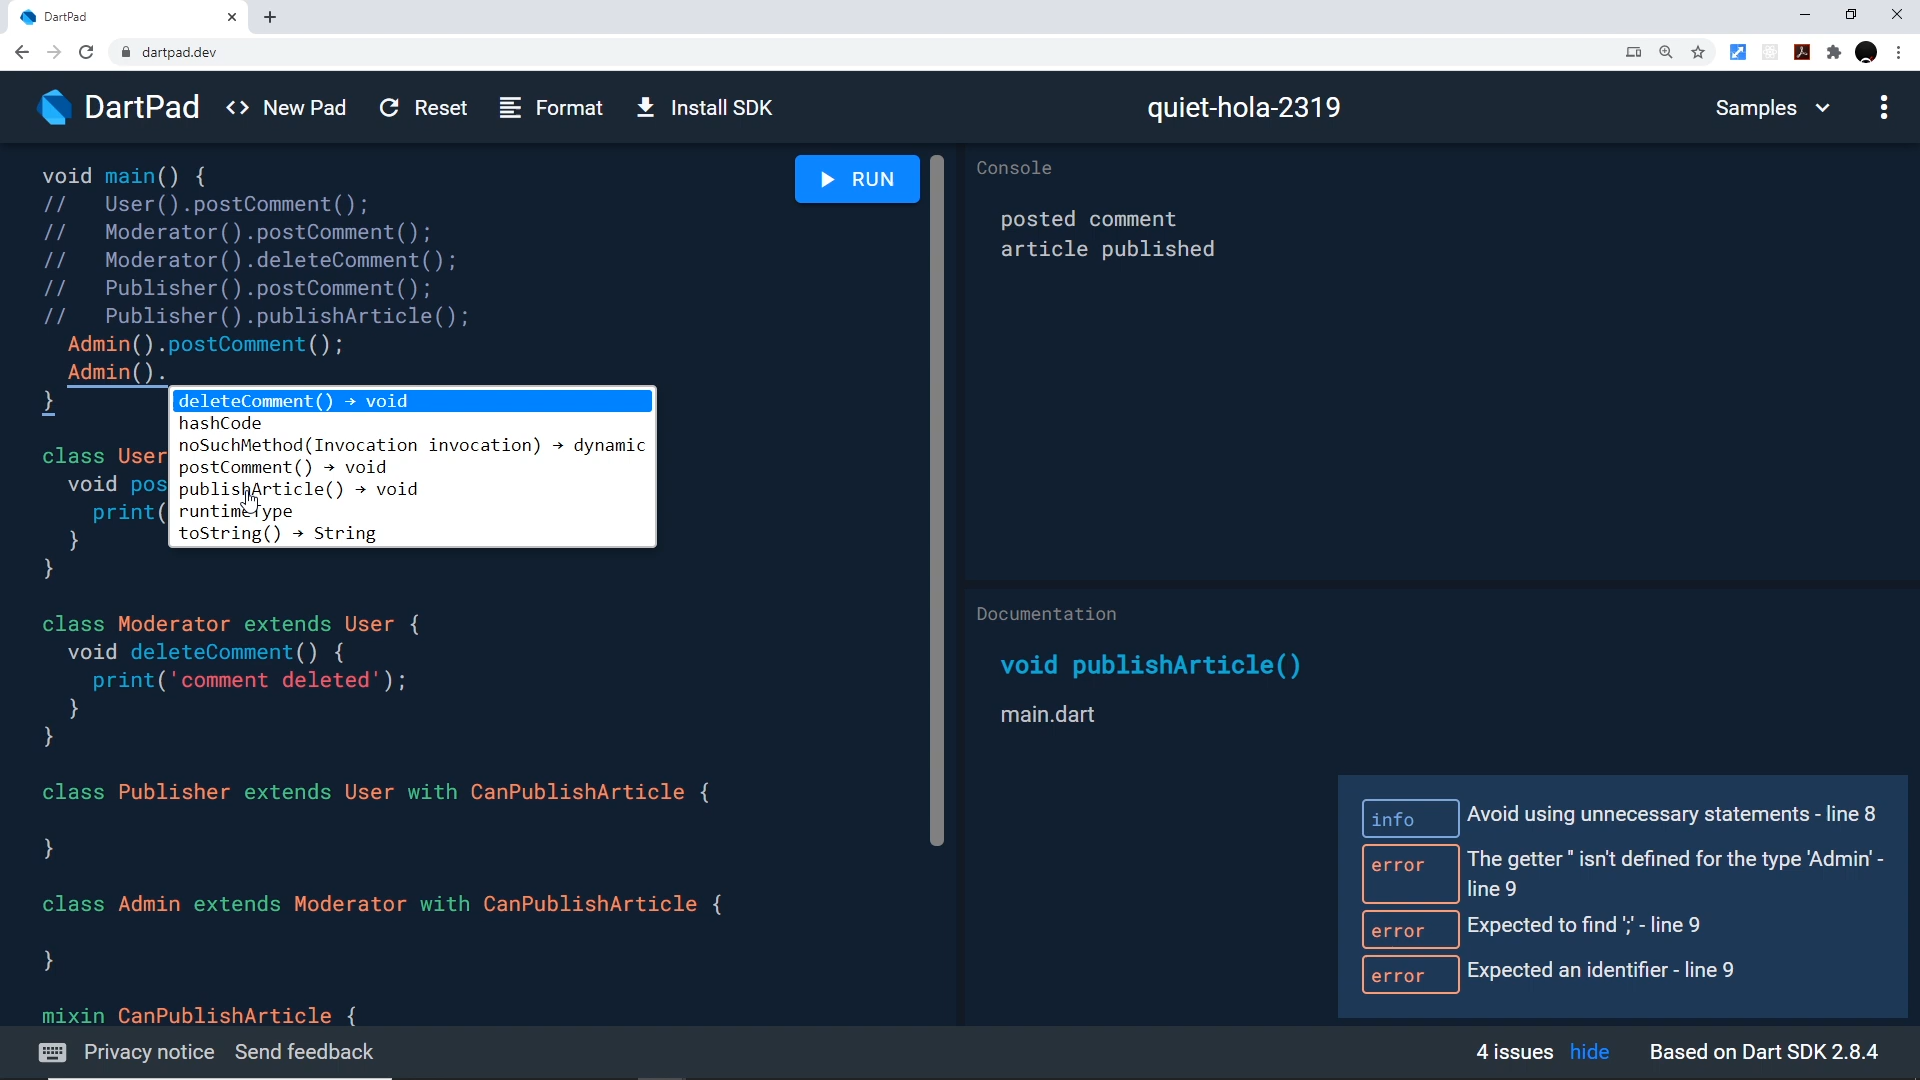 DartPad
dartpad.dev
DartPad
New Pad
Reset
Format
Install SDK
quiet-hola-2319
Samples
void main() {
//   User().postComment();
//   Moderator().postComment();
//   Moderator().deleteComment();
//   Publisher().postComment();
//   Publisher().publishArticle();
  Admin().postComment();
  Admin().
}
deleteComment() → void
hashCode
noSuchMethod(Invocation invocation) → dynamic
postComment() → void
publishArticle() → void
runtimeType
toString() → String
class User
  void pos
    print(
  }
}
class Moderator extends User {
  void deleteComment() {
    print('comment deleted');
  }
}
class Publisher extends User with CanPublishArticle {
}
class Admin extends Moderator with CanPublishArticle {
}
mixin CanPublishArticle {
RUN
Console
posted comment
article published
Documentation
void publishArticle()
main.dart
info Avoid using unnecessary statements - line 8
error The getter '' isn't defined for the type 'Admin' -
line 9
error Expected to find ';' - line 9
error Expected an identifier - line 9
Privacy notice
Send feedback
4 issues hide
Based on Dart SDK 2.8.4